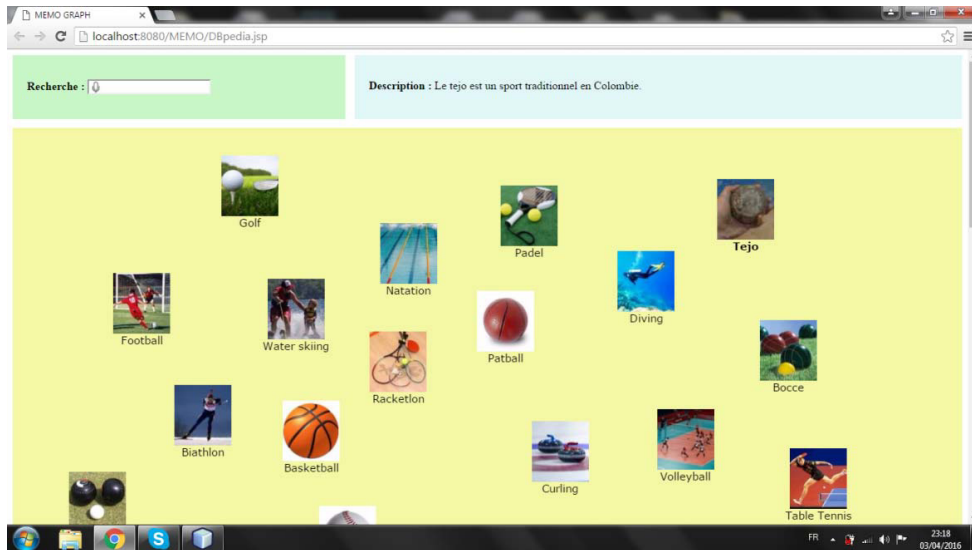 MEMO GRAPH
localhost:8080/MEMO/DBpedia.jsp
Recherche :
Description : Le tejo est un sport traditionnel en Colombie.
Golf
Padel
Tejo
Natation
Diving
Football
Water skiing
Patball
Bocce
Racketlon
Biathlon
Basketball
Curling
Volleyball
Table Tennis
FR
23:18
03/04/2016